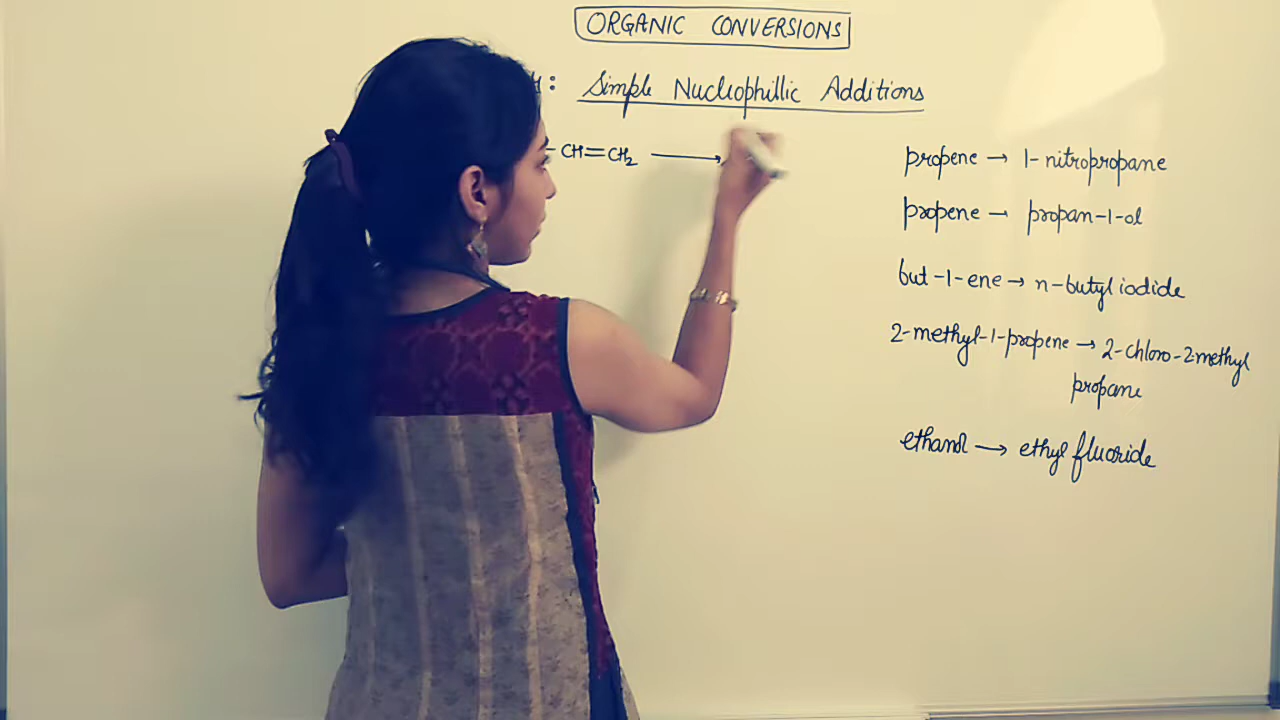 ORGANIC CONVERSIONS
: Simple Nucleophillic Additions
-CH=CH₂ ⟶
propene → 1-nitropropane
propene → propan-1-ol
but-1-ene → n-butyl iodide
2-methyl-1-propene → 2-chloro-2methyl
propane
ethanol ⟶ ethyl fluoride